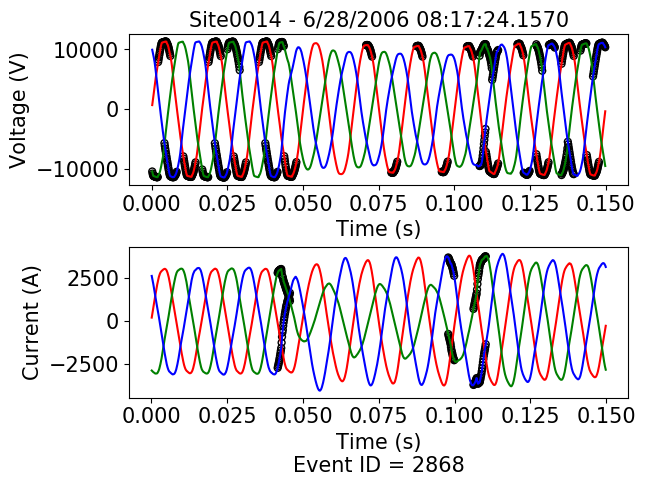 Site0014 - 6/28/2006 08:17:24.1570
Voltage (V)
10000
0
−10000
0.000 0.025 0.050 0.075 0.100 0.125 0.150
Time (s)
Current (A)
2500
0
−2500
0.000 0.025 0.050 0.075 0.100 0.125 0.150
Time (s)
Event ID = 2868